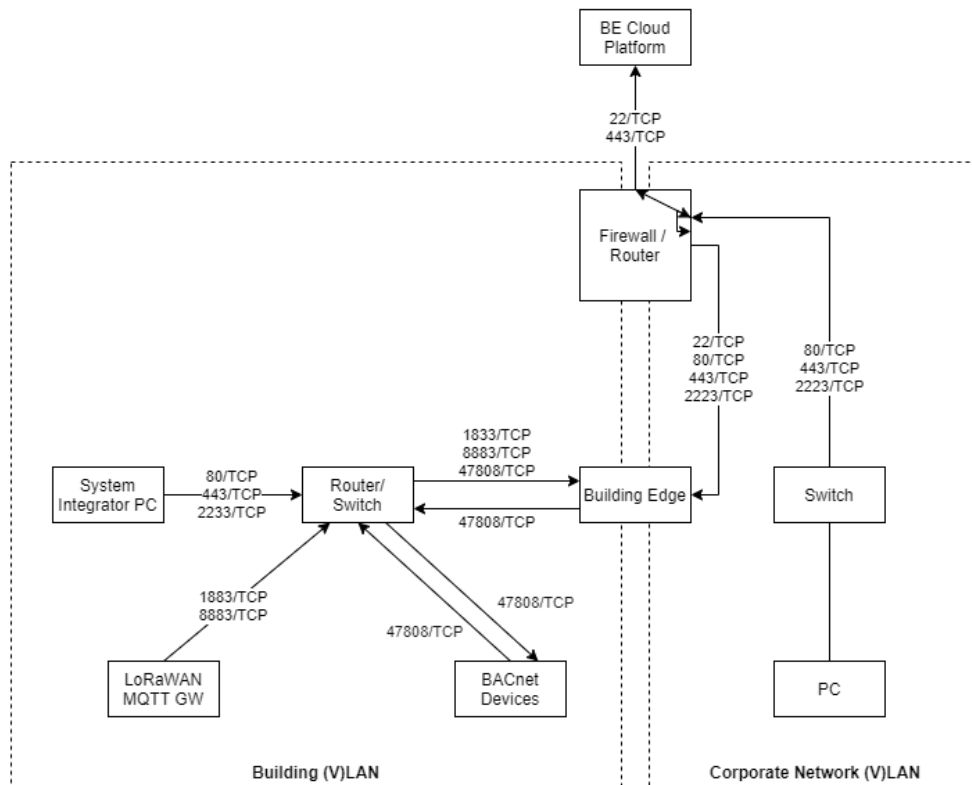 BE Cloud
Platform
22/TCP
443/TCP
Firewall /
Router
22/TCP
80/TCP
443/TCP
2223/TCP
80/TCP
443/TCP
2223/TCP
1833/TCP
8883/TCP
47808/TCP
System
Integrator PC
80/TCP
443/TCP
2233/TCP
Router/
Switch
Building Edge
Switch
47808/TCP
1883/TCP
8883/TCP
47808/TCP
47808/TCP
LoRaWAN
MQTT GW
BACnet
Devices
PC
Building (V)LAN
Corporate Network (V)LAN